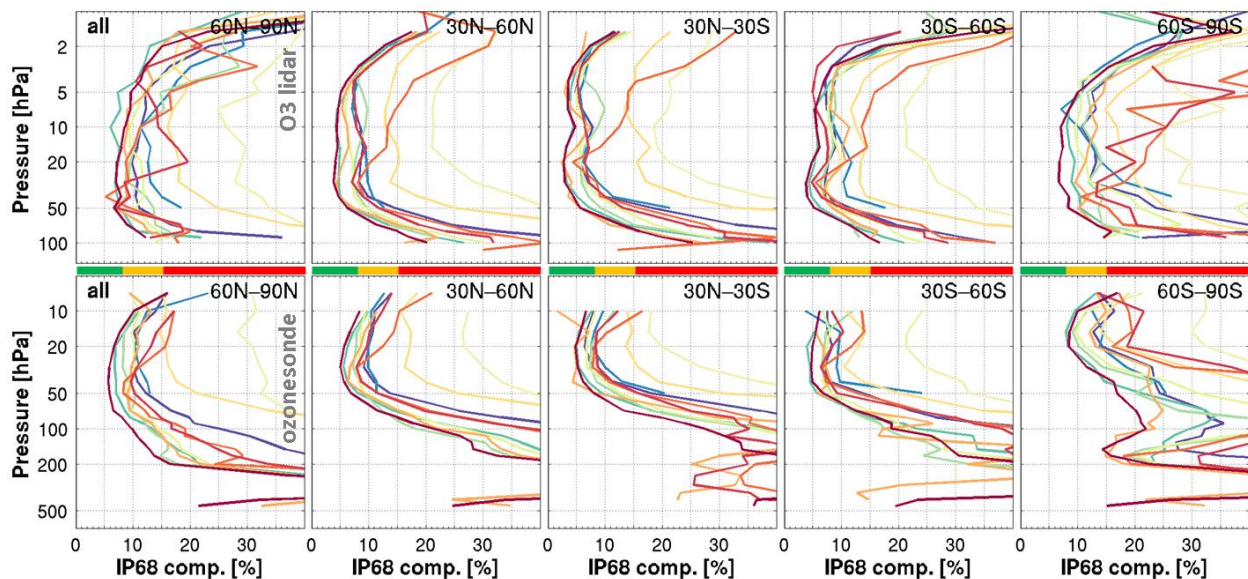 all 60N–90N 30N–60N 30N–30S 30S–60S 60S–90S
2
5
10
20
50
100
Pressure [hPa]
O3 lidar
all 60N–90N 30N–60N 30N–30S 30S–60S 60S–90S
10
20
50
100
200
500
Pressure [hPa]
ozonesonde
0 10 20 30 0 10 20 30 0 10 20 30 0 10 20 30 0 10 20 30
IP68 comp. [%] IP68 comp. [%] IP68 comp. [%] IP68 comp. [%] IP68 comp. [%]